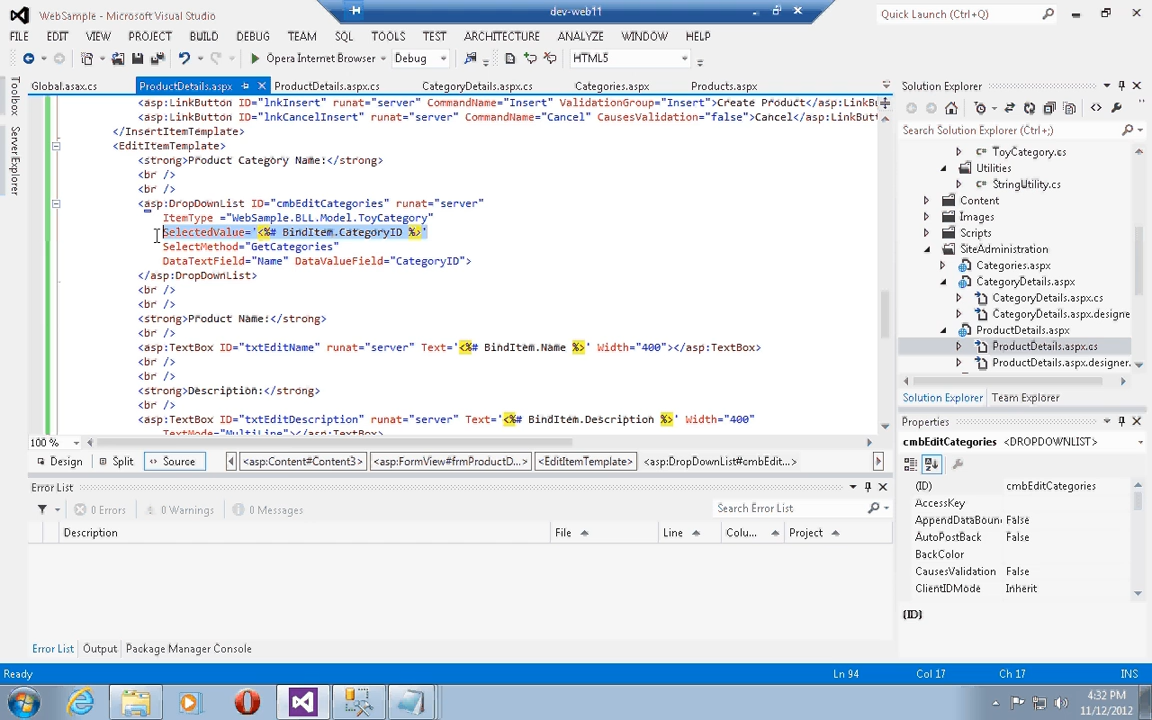 WebSample - Microsoft Visual Studio
dev-web11
Quick Launch (Ctrl+Q)
FILE EDIT VIEW PROJECT BUILD DEBUG TEAM SQL TOOLS TEST ARCHITECTURE ANALYZE WINDOW HELP
Opera Internet Browser Debug HTML5
Toolbox
Server Explorer
Global.asax.cs ProductDetails.aspx ProductDetails.aspx.cs CategoryDetails.aspx.cs Categories.aspx Products.aspx
<asp:LinkButton ID="lnkInsert" runat="server" CommandName="Insert" ValidationGroup="Insert">Create Product</asp:LinkBu
<asp:LinkButton ID="lnkCancelInsert" runat="server" CommandName="Cancel" CausesValidation="false">Cancel</asp:LinkButt
</InsertItemTemplate>
<EditItemTemplate>
<strong>Product Category Name:</strong>
<br />
<br />
<asp:DropDownList ID="cmbEditCategories" runat="server"
ItemType ="WebSample.BLL.Model.ToyCategory"
SelectedValue='<%# BindItem.CategoryID %>'
SelectMethod="GetCategories"
DataTextField="Name" DataValueField="CategoryID">
</asp:DropDownList>
<br />
<br />
<strong>Product Name:</strong>
<br />
<asp:TextBox ID="txtEditName" runat="server" Text='<%# BindItem.Name %>' Width="400"></asp:TextBox>
<br />
<br />
<strong>Description:</strong>
<br />
<asp:TextBox ID="txtEditDescription" runat="server" Text='<%# BindItem.Description %>' Width="400"
TextMode="MultiLine"></asp:TextBox>
100 %
Design Split Source <asp:Content#Content3> <asp:FormView#frmProductD...> <EditItemTemplate> <asp:DropDownList#cmbEdit...>
Error List
0 Errors 0 Warnings 0 Messages Search Error List
Description File Line Colu... Project
Error List Output Package Manager Console
Solution Explorer
Search Solution Explorer (Ctrl+;)
ToyCategory.cs
Utilities
StringUtility.cs
Content
Images
Scripts
SiteAdministration
Categories.aspx
CategoryDetails.aspx
CategoryDetails.aspx.cs
CategoryDetails.aspx.designe
ProductDetails.aspx
ProductDetails.aspx.cs
ProductDetails.aspx.designer.
Solution Explorer Team Explorer
Properties
cmbEditCategories <DROPDOWNLIST>
(ID) cmbEditCategories
AccessKey
AppendDataBoun False
AutoPostBack False
BackColor
CausesValidation False
ClientIDMode Inherit
(ID)
Ready Ln 94 Col 17 Ch 17 INS
4:32 PM
11/12/2012